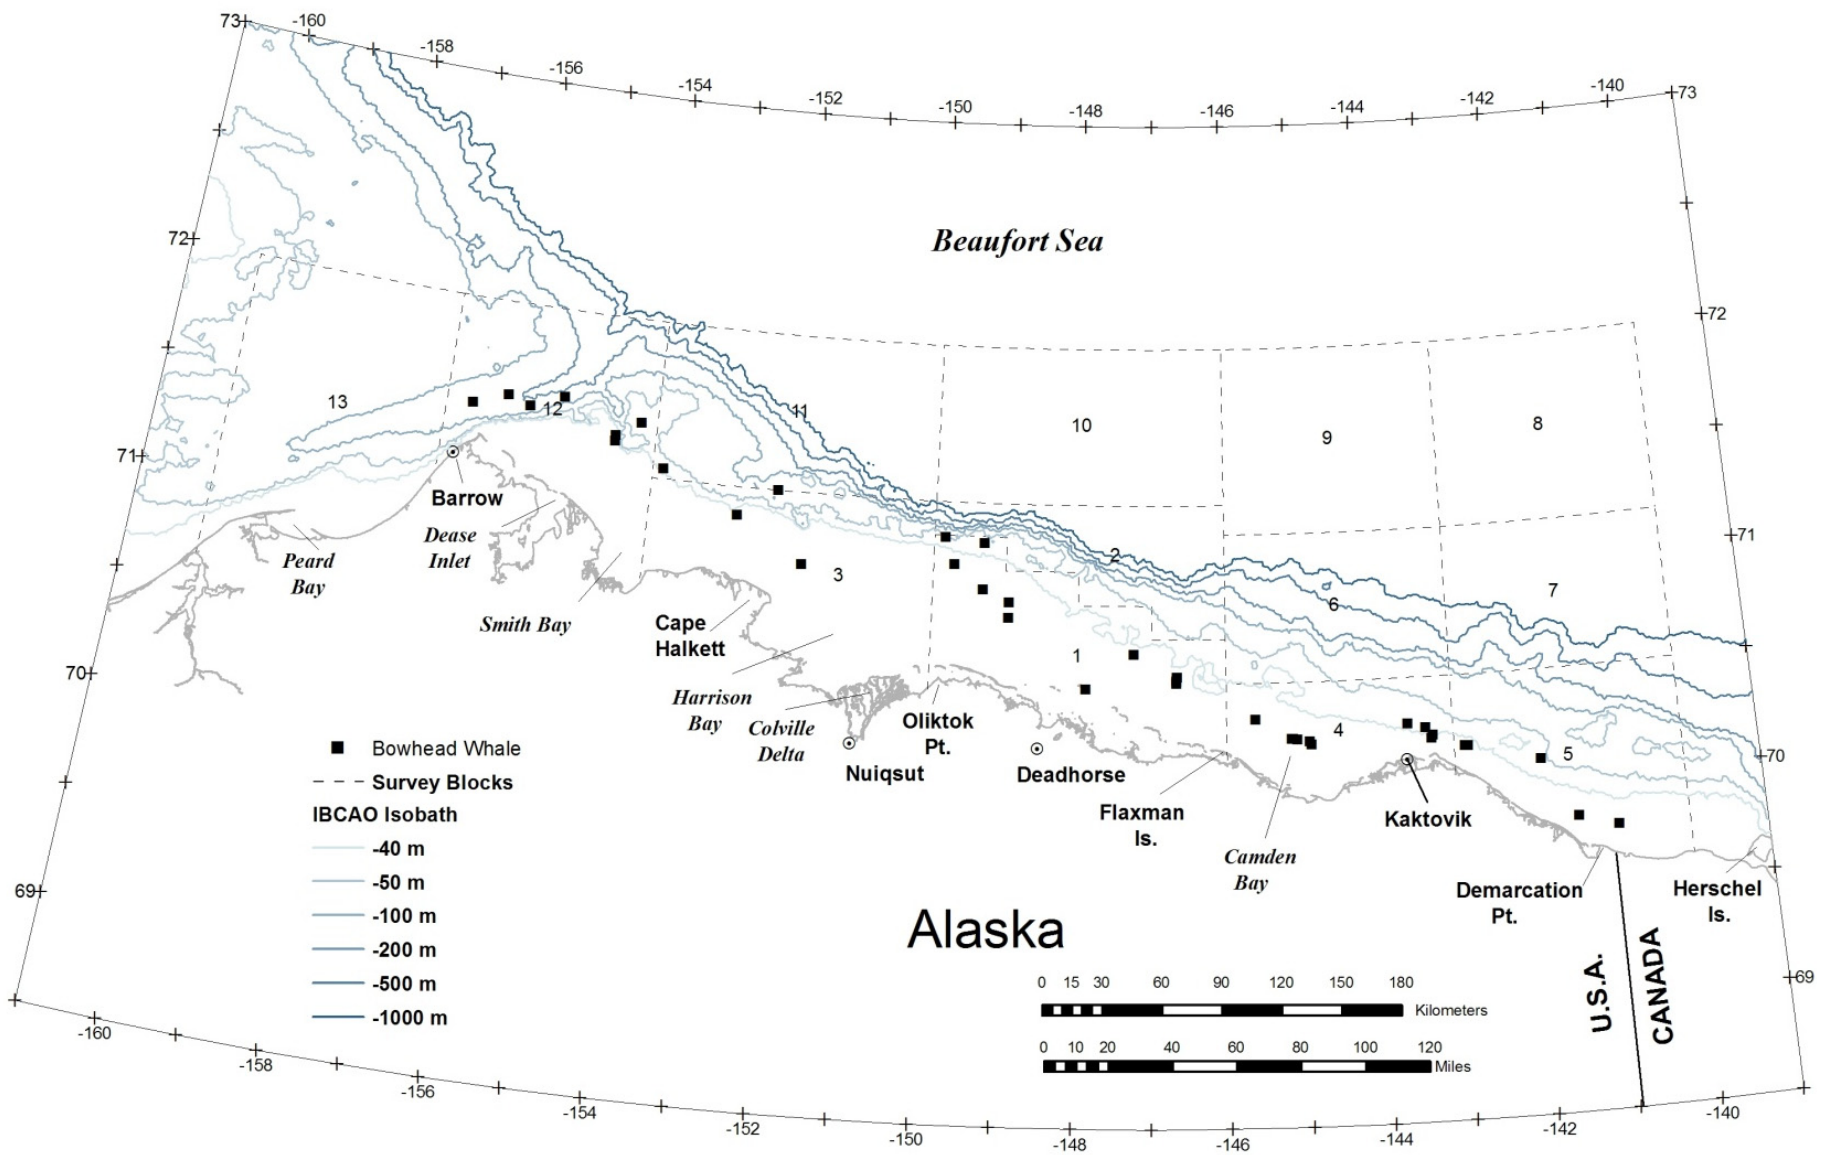 73
-160
-158
-156
-154
-152
-150
-148
-146
-144
-142
-140
73
72
Beaufort Sea
72
13
12
11
10
9
8
71
Barrow
Dease
Inlet
Peard
Bay
Smith Bay
3
2
71
6
7
Cape
Halkett
1
70
Harrison
Bay
Colville
Delta
Oliktok
Pt.
4
5
70
Nuiqsut
Deadhorse
Flaxman
Is.
Kaktovik
Camden
Bay
Demarcation
Pt.
Herschel
Is.
Bowhead Whale
Survey Blocks
IBCAO Isobath
-40 m
-50 m
-100 m
-200 m
-500 m
-1000 m
69
Alaska
U.S.A.
CANADA
69
0 15 30 60 90 120 150 180
Kilometers
0 10 20 40 60 80 100 120
Miles
-160
-158
-156
-154
-152
-150
-148
-146
-144
-142
-140